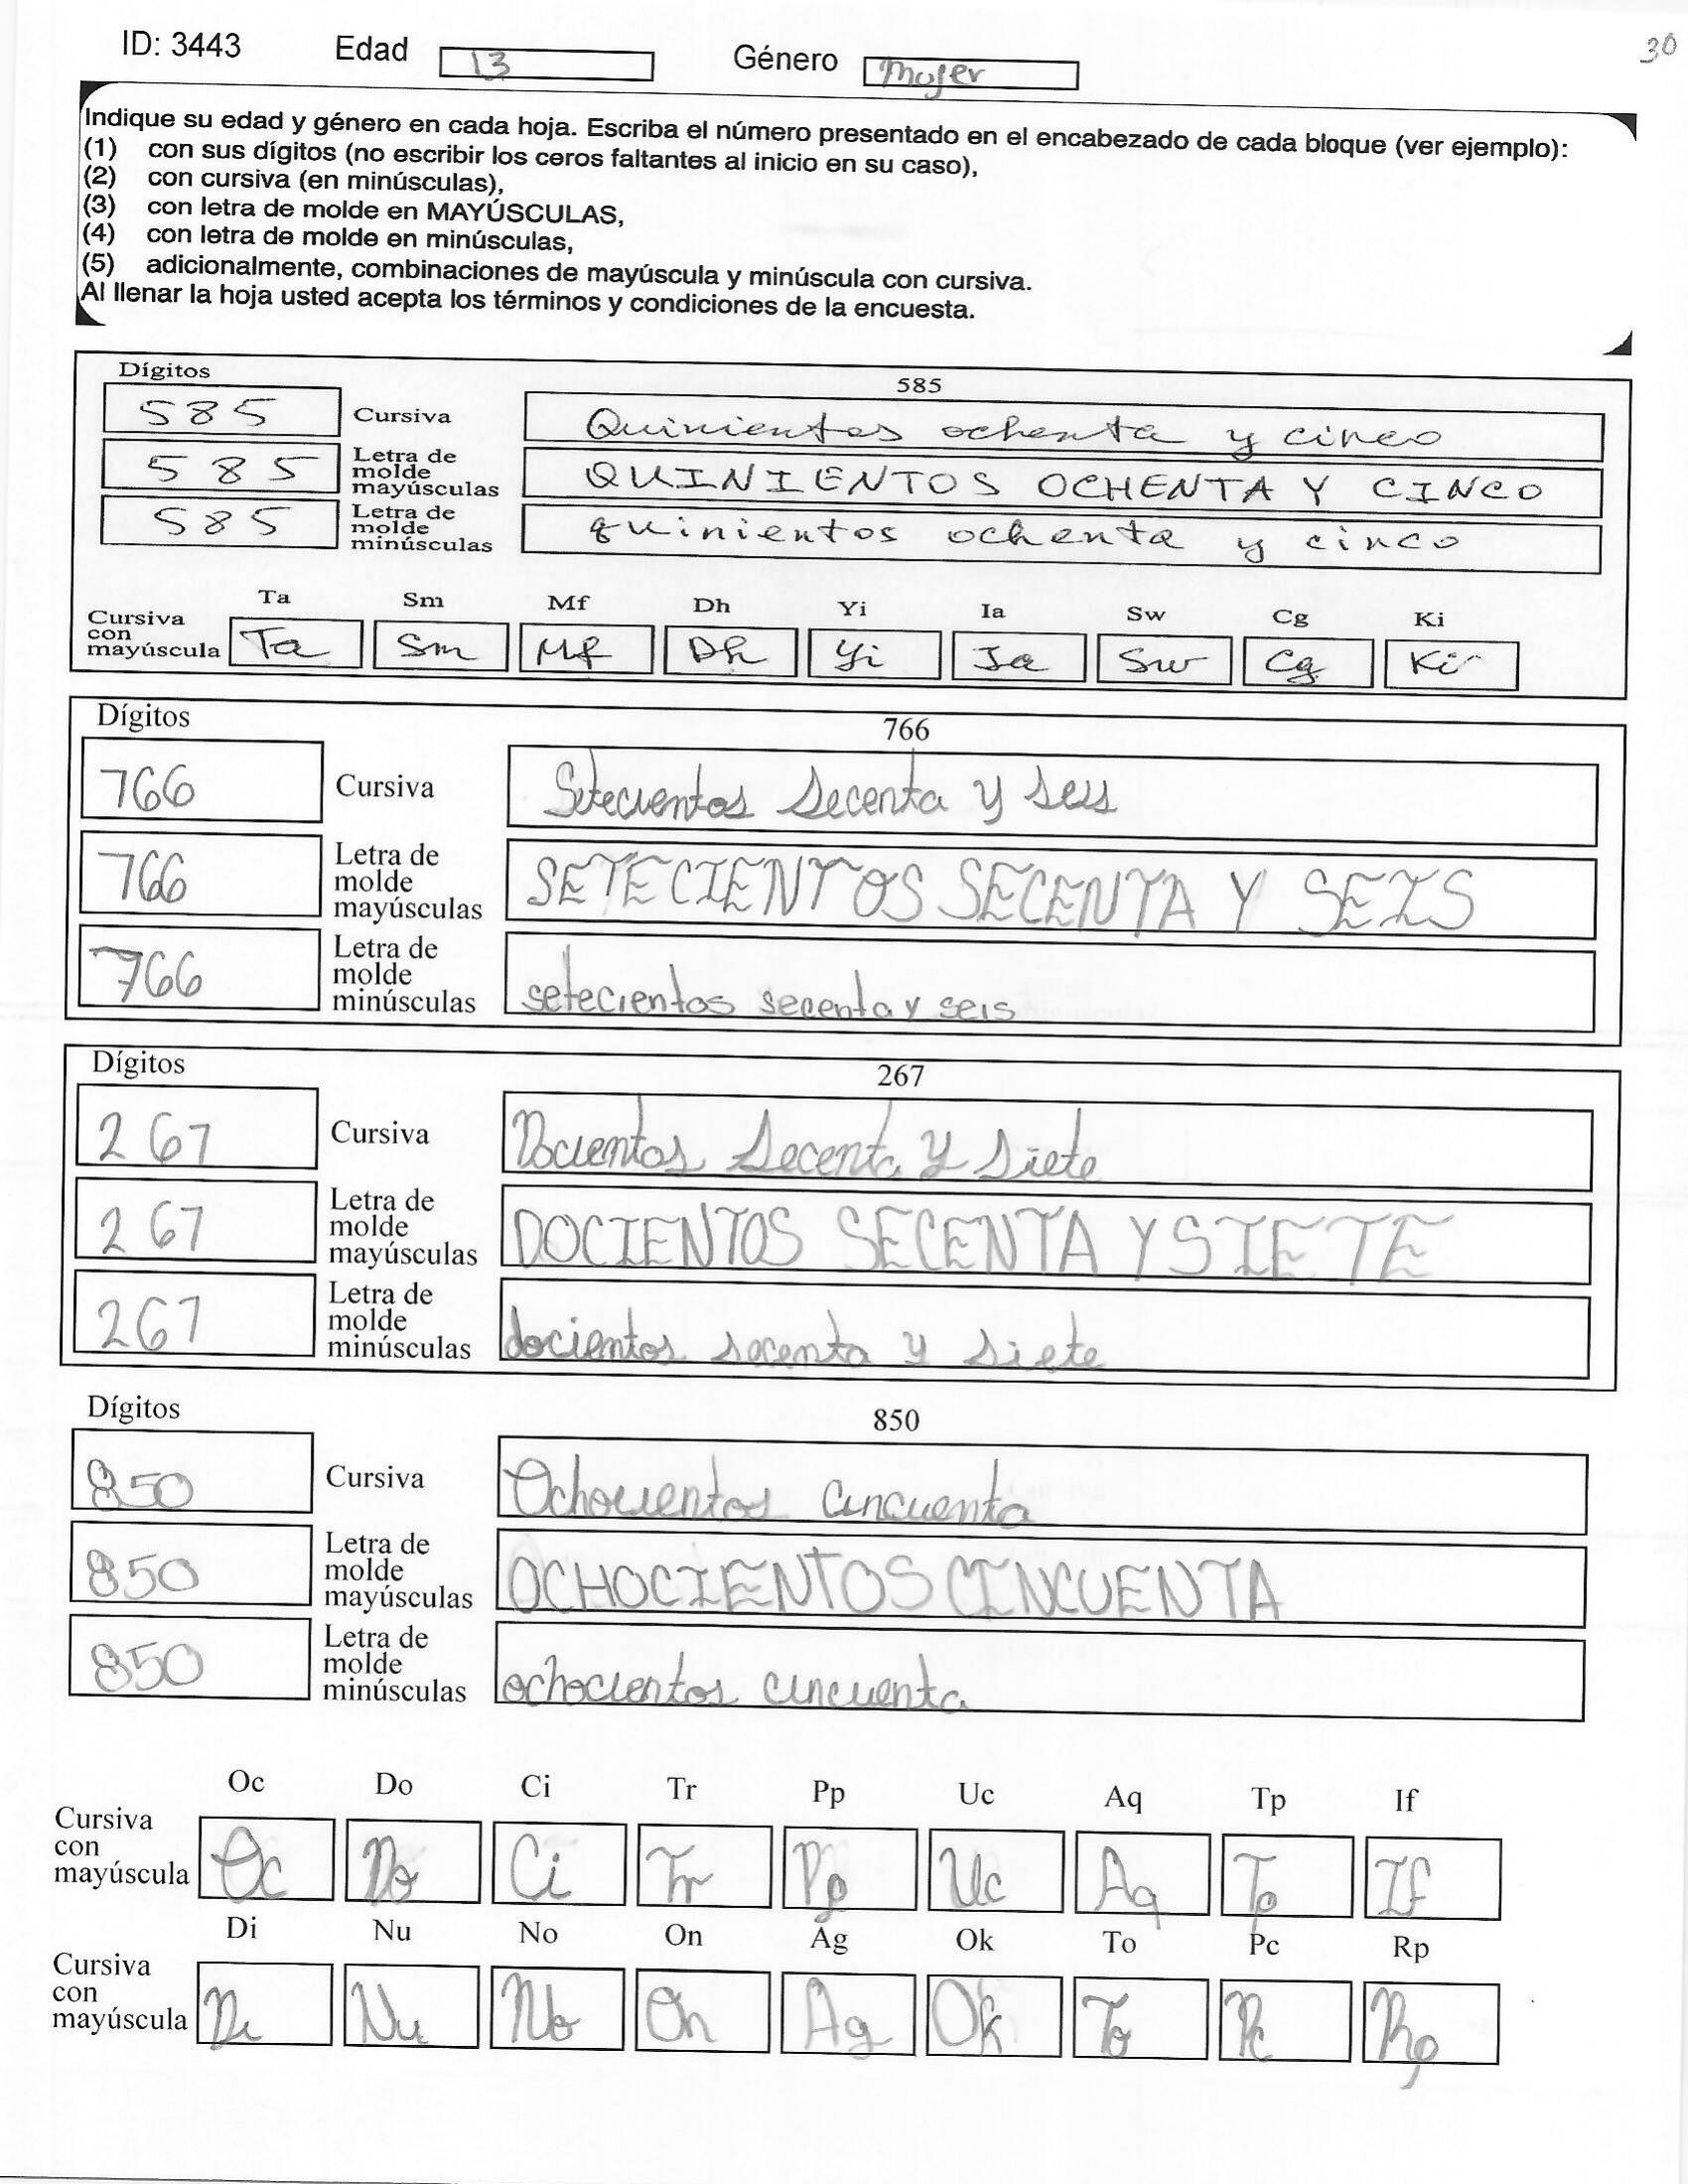 ID: 3443 Edad 13 Género mujer 30
Indique su edad y género en cada hoja. Escriba el número presentado en el encabezado de cada bloque (ver ejemplo):
(1) con sus dígitos (no escribir los ceros faltantes al inicio en su caso),
(2) con cursiva (en minúsculas),
(3) con letra de molde en MAYÚSCULAS,
(4) con letra de molde en minúsculas,
(5) adicionalmente, combinaciones de mayúscula y minúscula con cursiva.
Al llenar la hoja usted acepta los términos y condiciones de la encuesta.
Dígitos 585
585 Cursiva Quinientos ochenta y cinco
585 Letra de molde mayúsculas QUINIENTOS OCHENTA Y CINCO
585 Letra de molde minúsculas quinientos ochenta y cinco
Ta Sm Mf Dh Yi Ia Sw Cg Ki
Cursiva con mayúscula Ta Sm Mf Dh Yi Ia Sw Cg Ki
Dígitos 766
766 Cursiva Setecientos secenta y seis
766 Letra de molde mayúsculas SETECIENTOS SECENTA Y SEIS
766 Letra de molde minúsculas setecientos secenta y seis
Dígitos 267
267 Cursiva Docientos secenta y siete
267 Letra de molde mayúsculas DOCIENTOS SECENTA Y SIETE
267 Letra de molde minúsculas docientos secenta y siete
Dígitos 850
850 Cursiva Ochocientos cincuenta
850 Letra de molde mayúsculas OCHOCIENTOS CINCUENTA
850 Letra de molde minúsculas ochocientos cincuenta
Oc Do Ci Tr Pp Uc Aq Tp If
Cursiva con mayúscula Oc Do Ci Tr Pp Uc Aq Tp If
Di Nu No On Ag Ok To Pc Rp
Cursiva con mayúscula Di Nu No On Ag Ok To Pc Rp